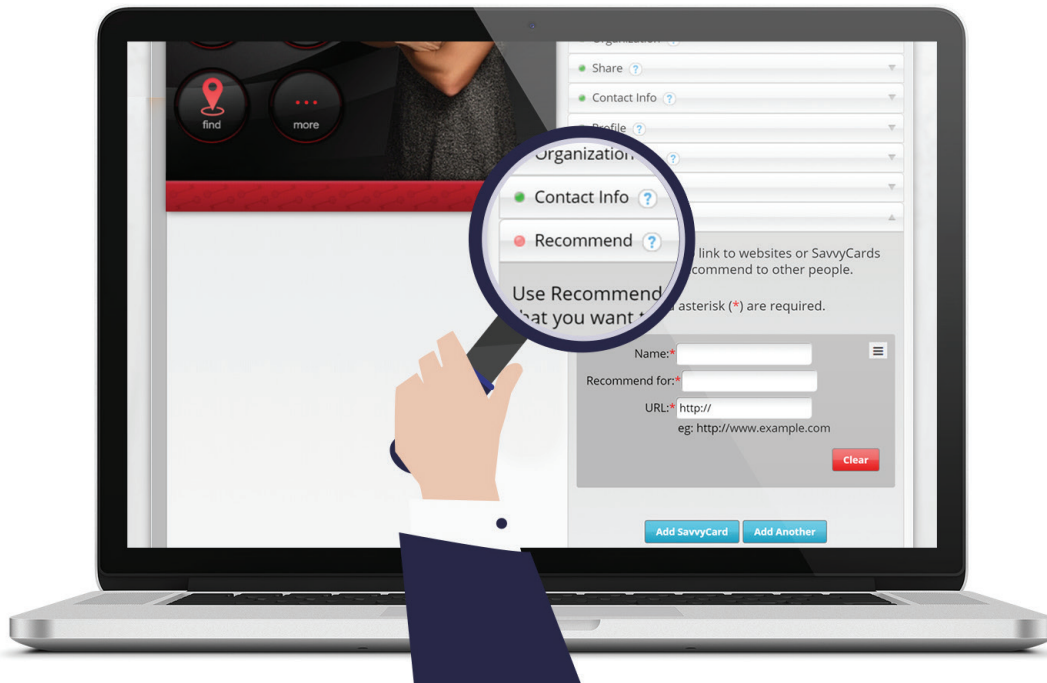 find
more
Organization ?
Share ?
Contact Info ?
Profile ?
Organization ?
Contact Info ?
Recommend ?
Use Recommend
that you want
link to websites or SavvyCards
commend to other people.
asterisk (*) are required.
Name:*
Recommend for:*
URL:* http://
eg: http://www.example.com
Clear
Add SavvyCard
Add Another